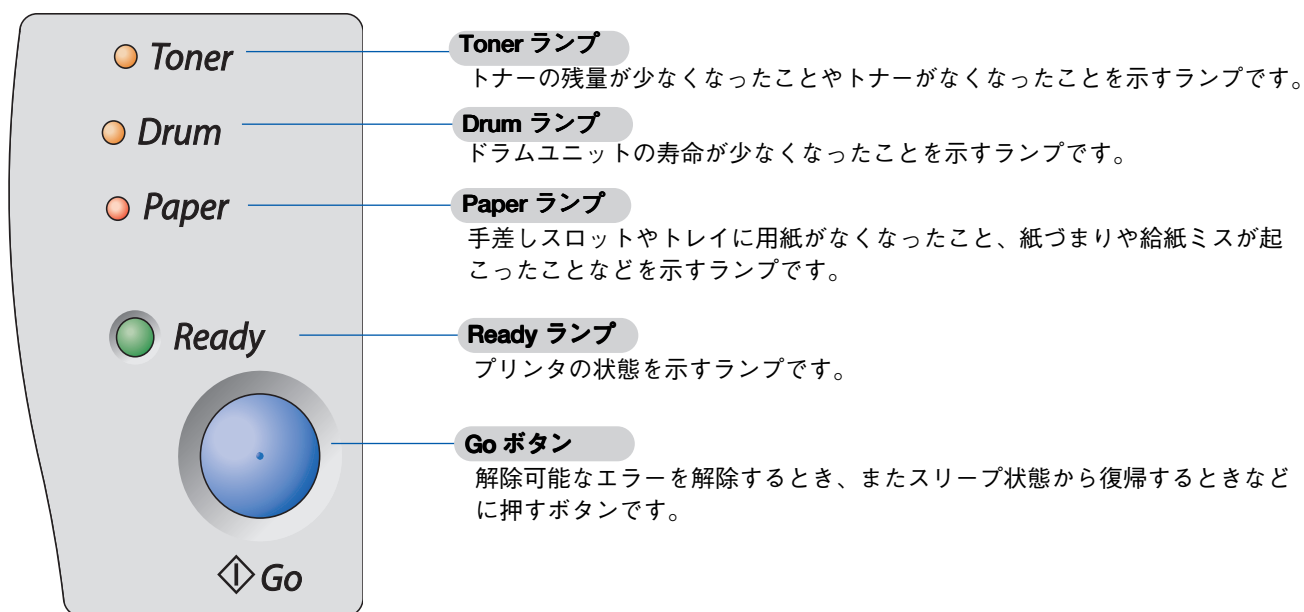 Toner
Toner ランプ
トナーの残量が少なくなったことやトナーがなくなったことを示すランプです。
Drum
Drum ランプ
ドラムユニットの寿命が少なくなったことを示すランプです。
Paper
Paper ランプ
手差しスロットやトレイに用紙がなくなったこと、紙づまりや給紙ミスが起
こったことなどを示すランプです。
Ready
Ready ランプ
プリンタの状態を示すランプです。
Go ボタン
解除可能なエラーを解除するとき、またスリープ状態から復帰するときなど
に押すボタンです。
Go